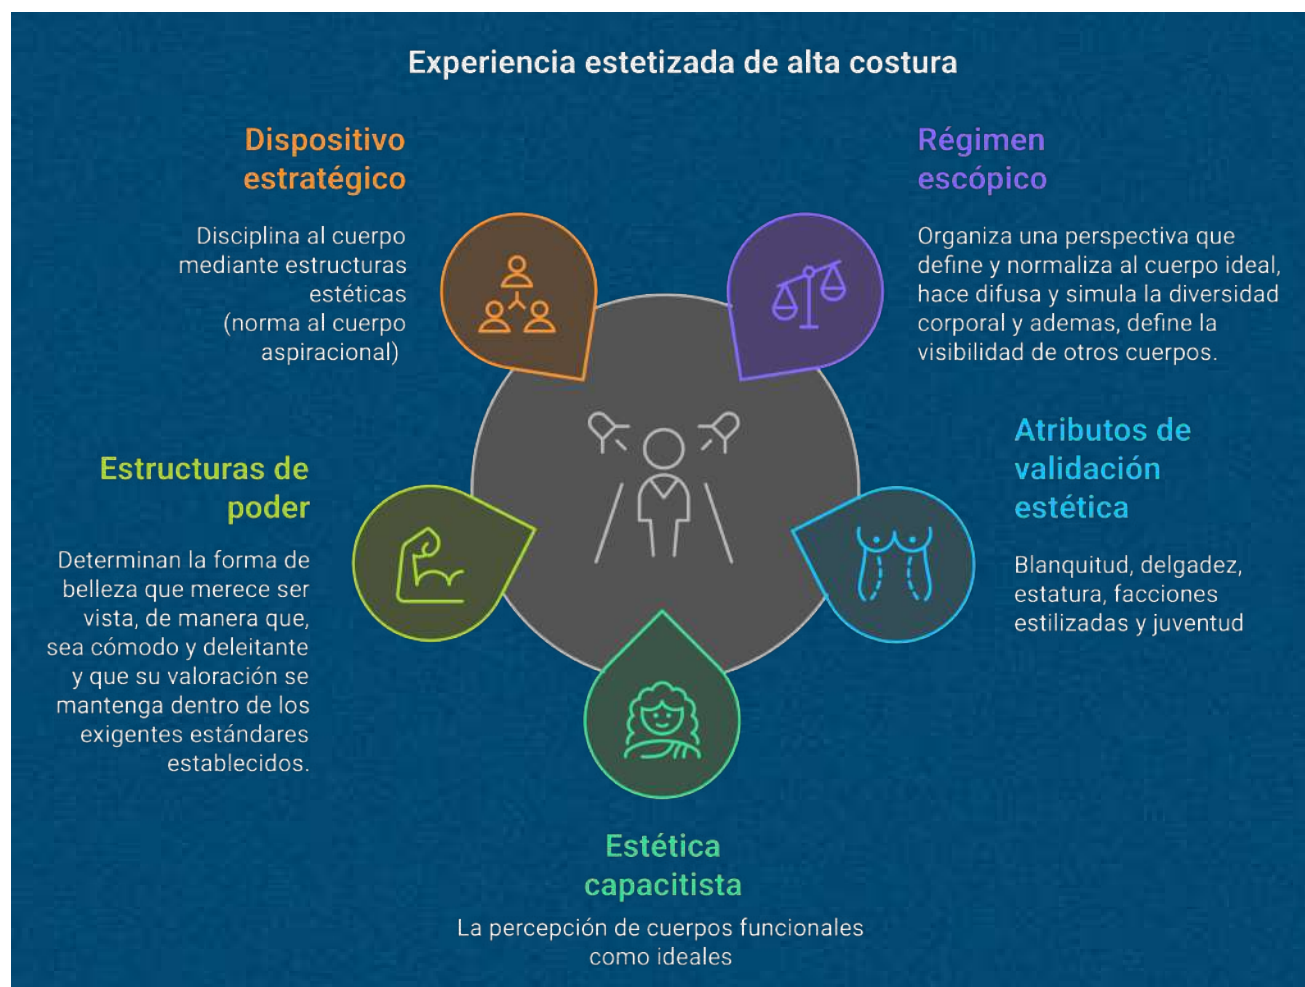 Experiencia estetizada de alta costura
Dispositivo
estratégico
Disciplina al cuerpo
mediante estructuras
estéticas
(norma al cuerpo
aspiracional)
Régimen
escópico
Organiza una perspectiva que
define y normaliza al cuerpo ideal,
hace difusa y simula la diversidad
corporal y ademas, define la
visibilidad de otros cuerpos.
Estructuras de
poder
Determinan la forma de
belleza que merece ser
vista, de manera que,
sea cómodo y deleitante
y que su valoración se
mantenga dentro de los
exigentes estándares
establecidos.
Atributos de
validación
estética
Blanquitud, delgadez,
estatura, facciones
estilizadas y juventud
Estética
capacitista
La percepción de cuerpos funcionales
como ideales